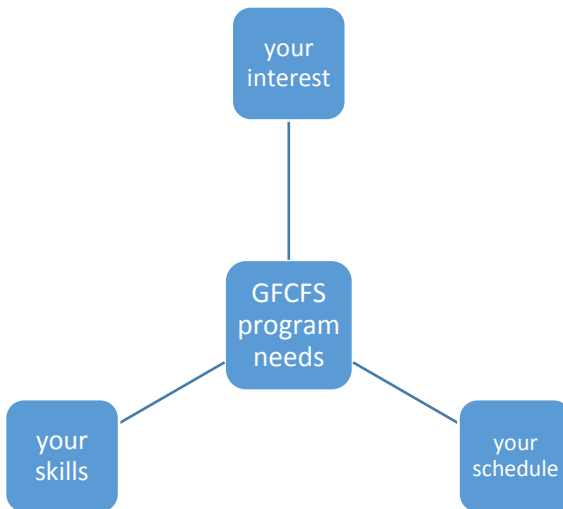 your
interest
GFCFS
program
needs
your
skills
your
schedule